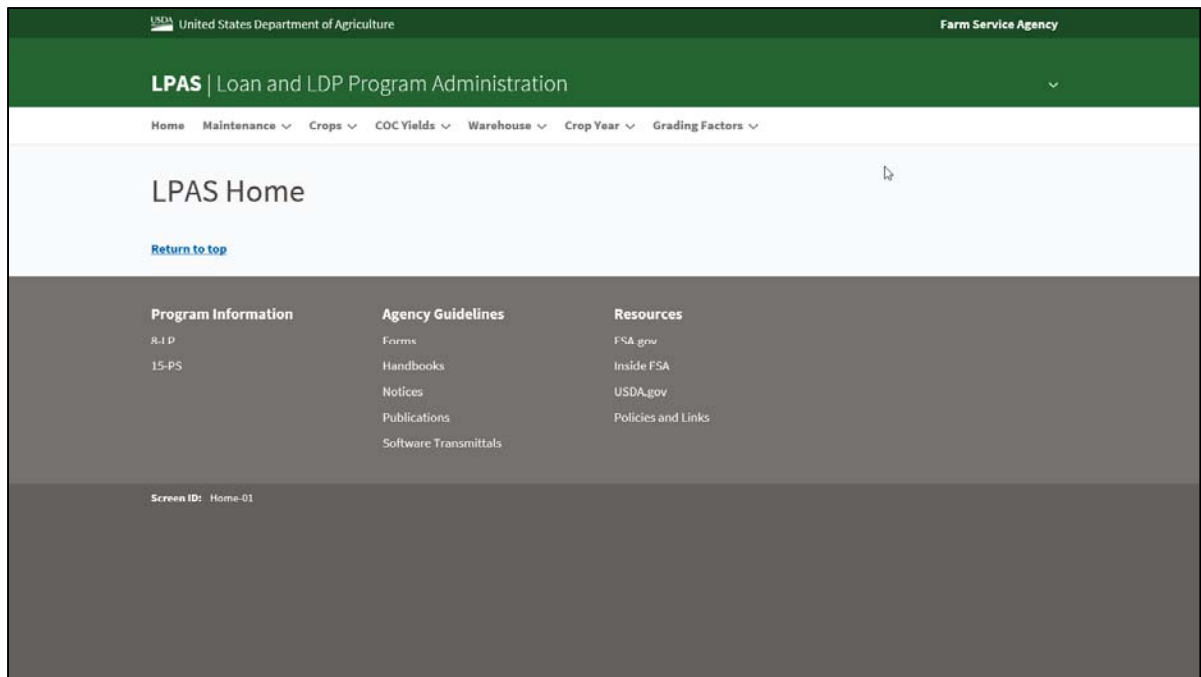 USDA United States Department of Agriculture Farm Service Agency
LPAS | Loan and LDP Program Administration
Home Maintenance Crops COC Yields Warehouse Crop Year Grading Factors
LPAS Home
Return to top
Program Information Agency Guidelines Resources
8-LP Forms FSA.gov
15-PS Handbooks Inside FSA
Notices USDA.gov
Publications Policies and Links
Software Transmittals
Screen ID: Home-01